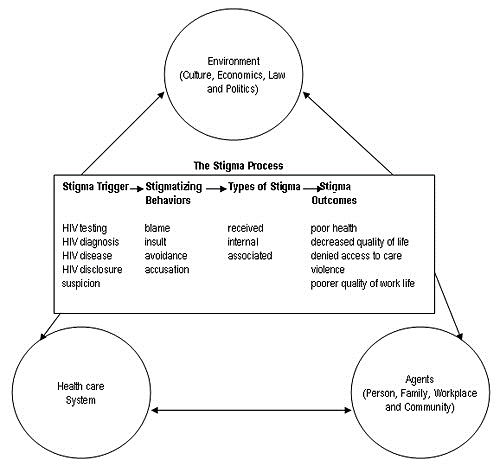 Environment
(Culture, Economics, Law
and Politics)
The Stigma Process
Stigma Trigger Stigmatizing Types of Stigma Stigma
Behaviors Outcomes
HIV testing blame received poor health
HIV diagnosis insult internal decreased quality of life
HIV disease avoidance associated denied access to care
HIV disclosure accusation violence
suspicion poorer quality of work life
Health care
System
Agents
(Person, Family, Workplace
and Community)